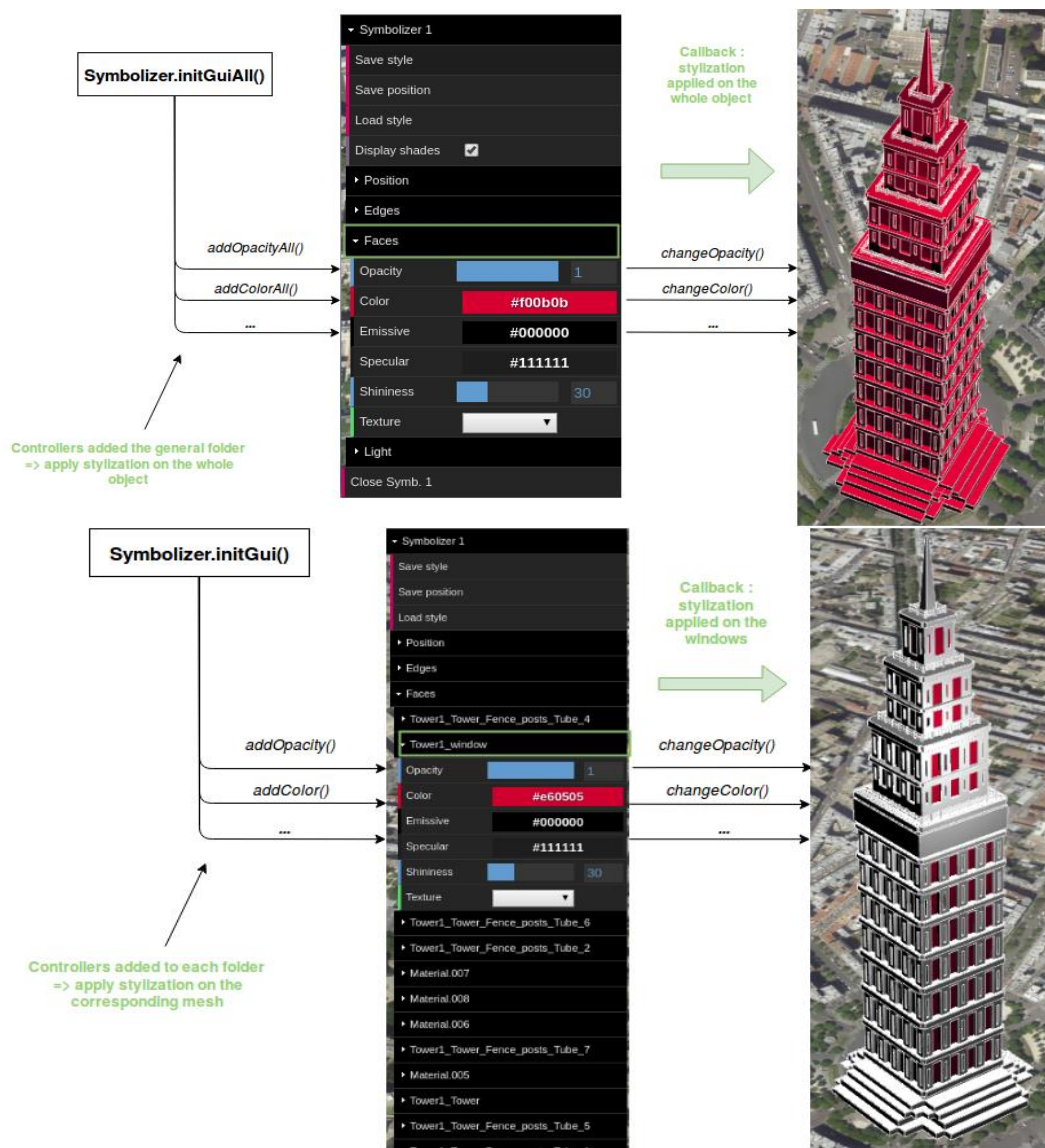 Symbolizer.initGuiAll()
addOpacityAll()
addColorAll()
...
Controllers added the general folder
=> apply stylization on the whole
object
Symbolizer 1
Save style
Save position
Load style
Display shades
Position
Edges
Faces
Opacity 1
Color #f00b0b
Emissive #000000
Specular #111111
Shininess 30
Texture
Light
Close Symb. 1
Callback :
stylization
applied on the
whole object
changeOpacity()
changeColor()
...
Symbolizer.initGui()
addOpacity()
addColor()
...
Controllers added to each folder
=> apply stylization on the
corresponding mesh
Symbolizer 1
Save style
Save position
Load style
Position
Edges
Faces
Tower1_Tower_Fence_posts_Tube_4
Tower1_window
Opacity 1
Color #e60505
Emissive #000000
Specular #111111
Shininess 30
Texture
Tower1_Tower_Fence_posts_Tube_6
Tower1_Tower_Fence_posts_Tube_2
Material.007
Material.008
Material.006
Tower1_Tower_Fence_posts_Tube_7
Material.005
Tower1_Tower
Tower1_Tower_Fence_posts_Tube_5
Callback :
stylization
applied on the
windows
changeOpacity()
changeColor()
...